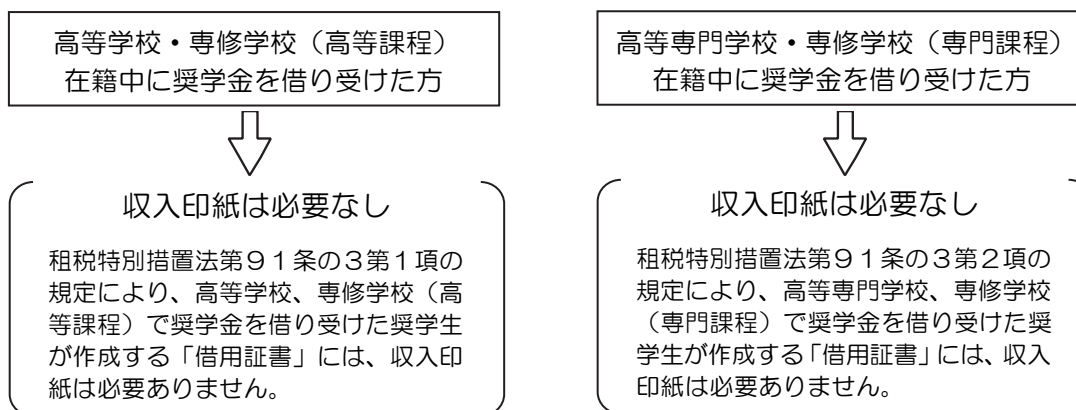 高等学校・専修学校（高等課程）
在籍中に奨学金を借り受けた方
収入印紙は必要なし
租税特別措置法第９１条の３第１項の
規定により、高等学校、専修学校（高
等課程）で奨学金を借り受けた奨学生
が作成する「借用証書」には、収入印
紙は必要ありません。
高等専門学校・専修学校（専門課程）
在籍中に奨学金を借り受けた方
収入印紙は必要なし
租税特別措置法第９１条の３第２項の
規定により、高等専門学校、専修学校
（専門課程）で奨学金を借り受けた奨
学生が作成する「借用証書」には、収入
印紙は必要ありません。